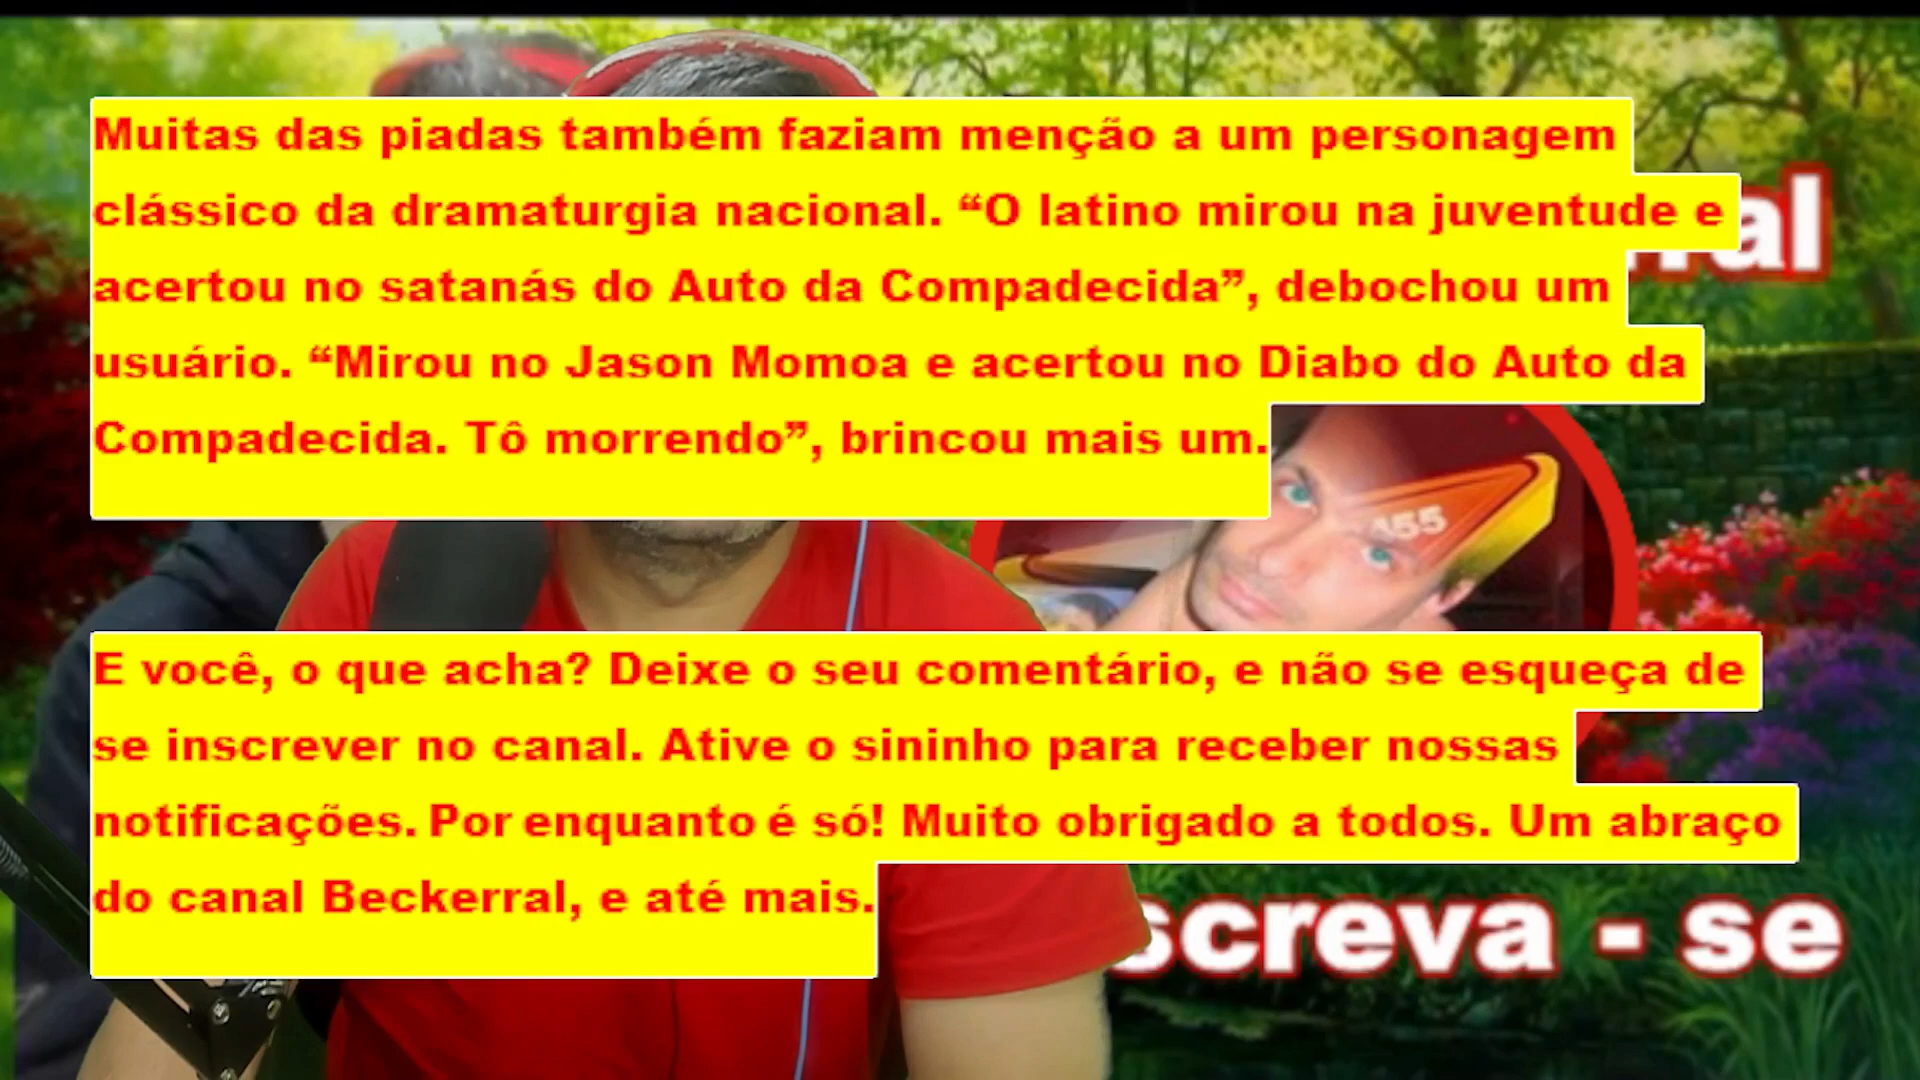 Muitas das piadas também faziam menção a um personagem
clássico da dramaturgia nacional. “O latino mirou na juventude e
acertou no satanás do Auto da Compadecida”, debochou um
usuário. “Mirou no Jason Momoa e acertou no Diabo do Auto da
Compadecida. Tô morrendo”, brincou mais um.
155
E você, o que acha? Deixe o seu comentário, e não se esqueça de
se inscrever no canal. Ative o sininho para receber nossas
notificações. Por enquanto é só! Muito obrigado a todos. Um abraço
do canal Beckerral, e até mais.
screva - se